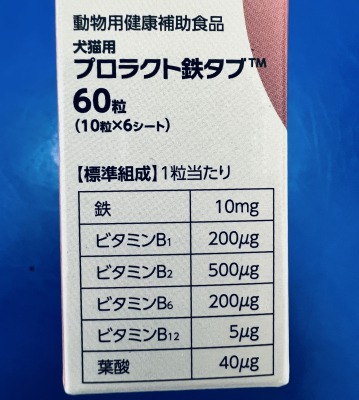 動物用健康補助食品
犬猫用
プロラクト鉄タブ™
60粒
(10粒×6シート)
【標準組成】1粒当たり
鉄 10mg
ビタミンB1 200μg
ビタミンB2 500μg
ビタミンB6 200μg
ビタミンB12 5μg
葉酸 40μg